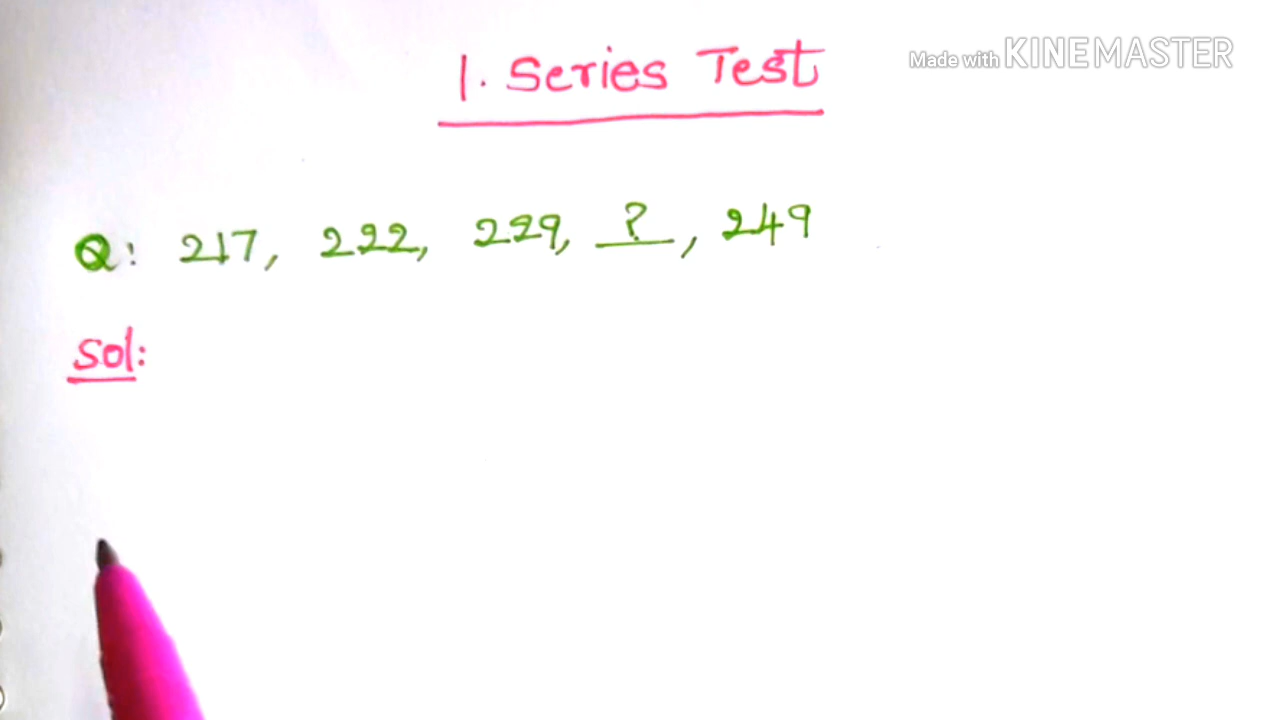 Made with KINEMASTER
1. Series Test
Q: 217, 222, 229, ?, 249
Sol: